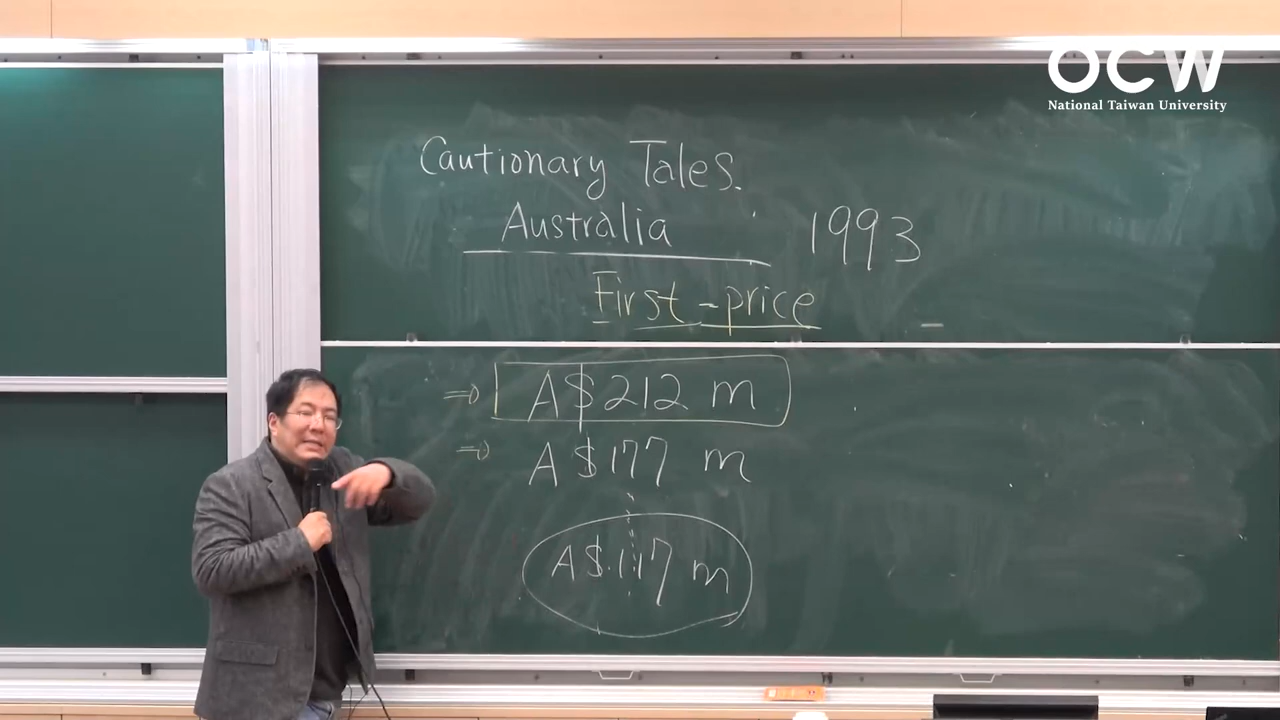 OCW
National Taiwan University
Cautionary Tales.
Australia 1993
First-price
⇒ A$212 m
⇒ A$177 m
A$117 m